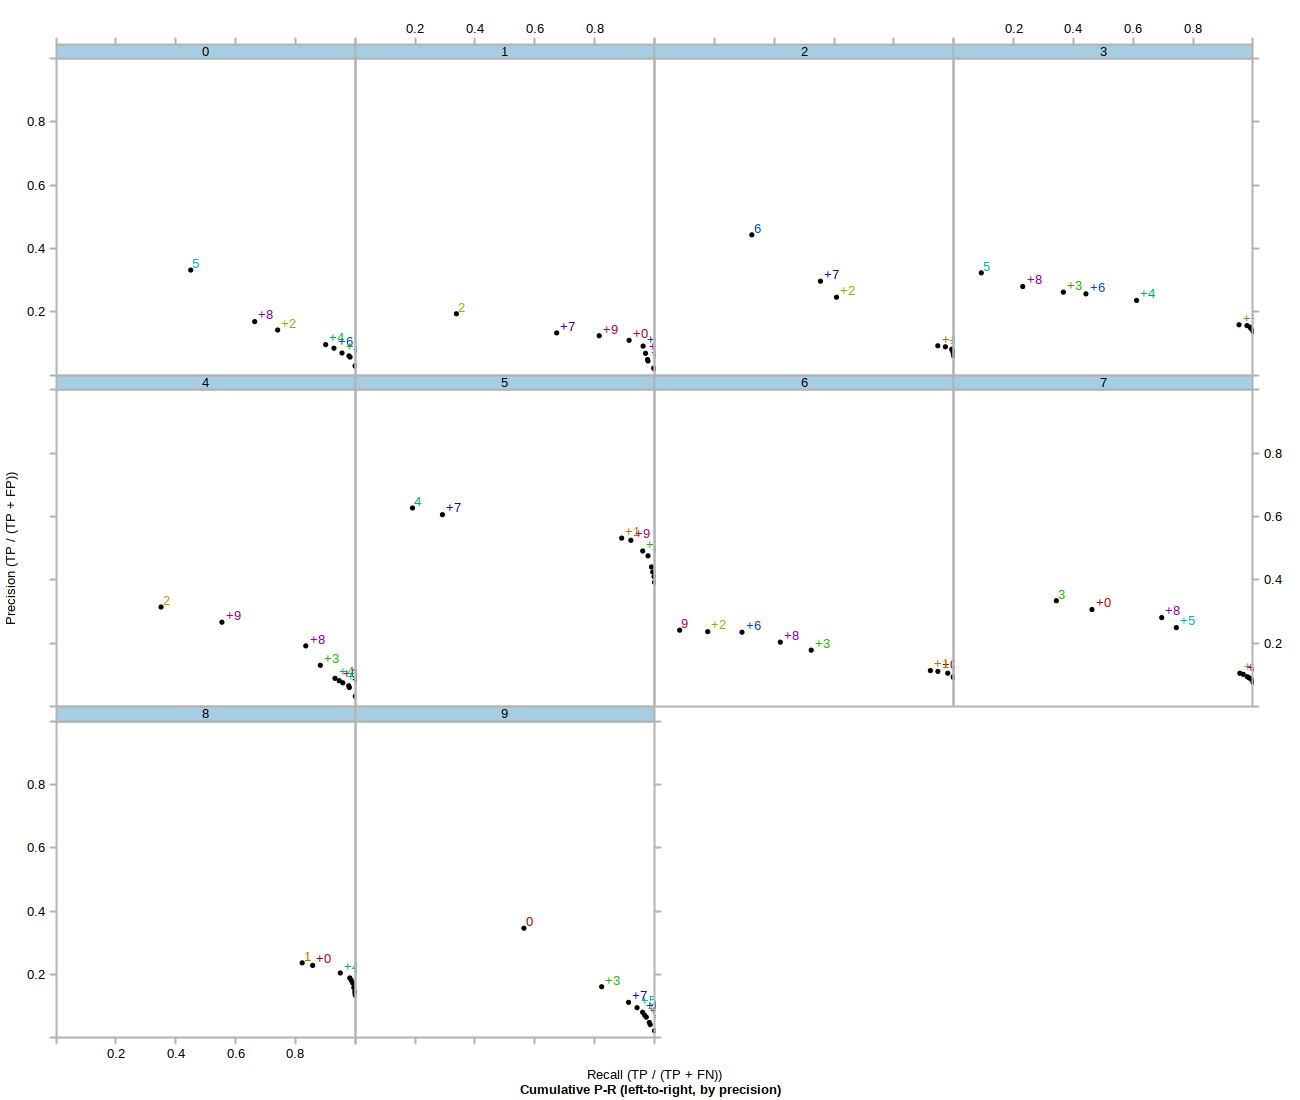 0.2 0.4 0.6 0.8 0.2 0.4 0.6 0.8
0 1 2 3
0.8
0.6
0.4
0.2
5 +8 +2 +4 +6
2 +7 +9 +0
6 +7 +2
5 +8 +3 +6 +4
4 5 6 7
Precision (TP / (TP + FP))
2 +9 +8 +3 +4
4 +7 +1 +9
9 +2 +6 +8 +3 +1
3 +0 +8 +5
0.8
0.6
0.4
0.2
8 9
0.8
0.6
0.4
0.2
1 +0 +4
0 +3 +7 +5
0.2 0.4 0.6 0.8
Recall (TP / (TP + FN))
Cumulative P-R (left-to-right, by precision)